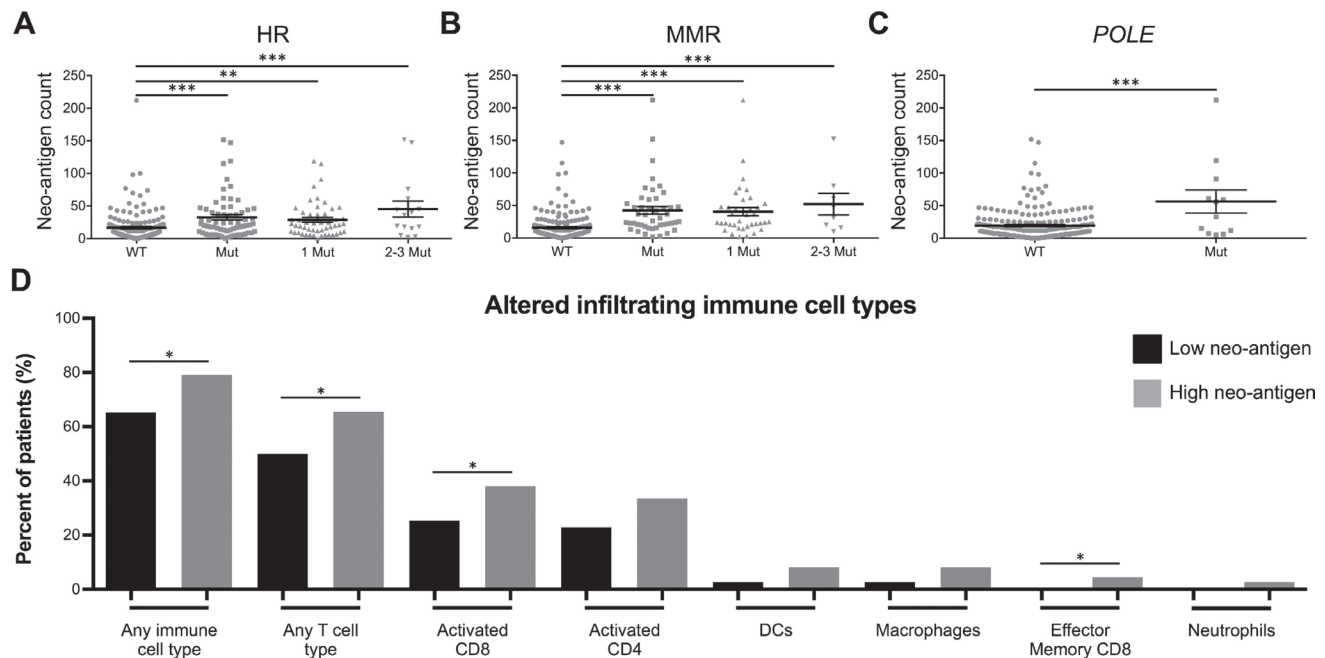 A
HR
Neo-antigen count
250
200
150
100
50
0
***
**
***
WT
Mut
1 Mut
2-3 Mut
B
MMR
Neo-antigen count
250
200
150
100
50
0
***
***
***
WT
Mut
1 Mut
2-3 Mut
C
POLE
Neo-antigen count
250
200
150
100
50
0
***
WT
Mut
D
Altered infiltrating immune cell types
Percent of patients (%)
100
80
60
40
20
0
*
*
*
*
Low neo-antigen
High neo-antigen
Any immune
cell type
Any T cell
type
Activated
CD8
Activated
CD4
DCs
Macrophages
Effector
Memory CD8
Neutrophils